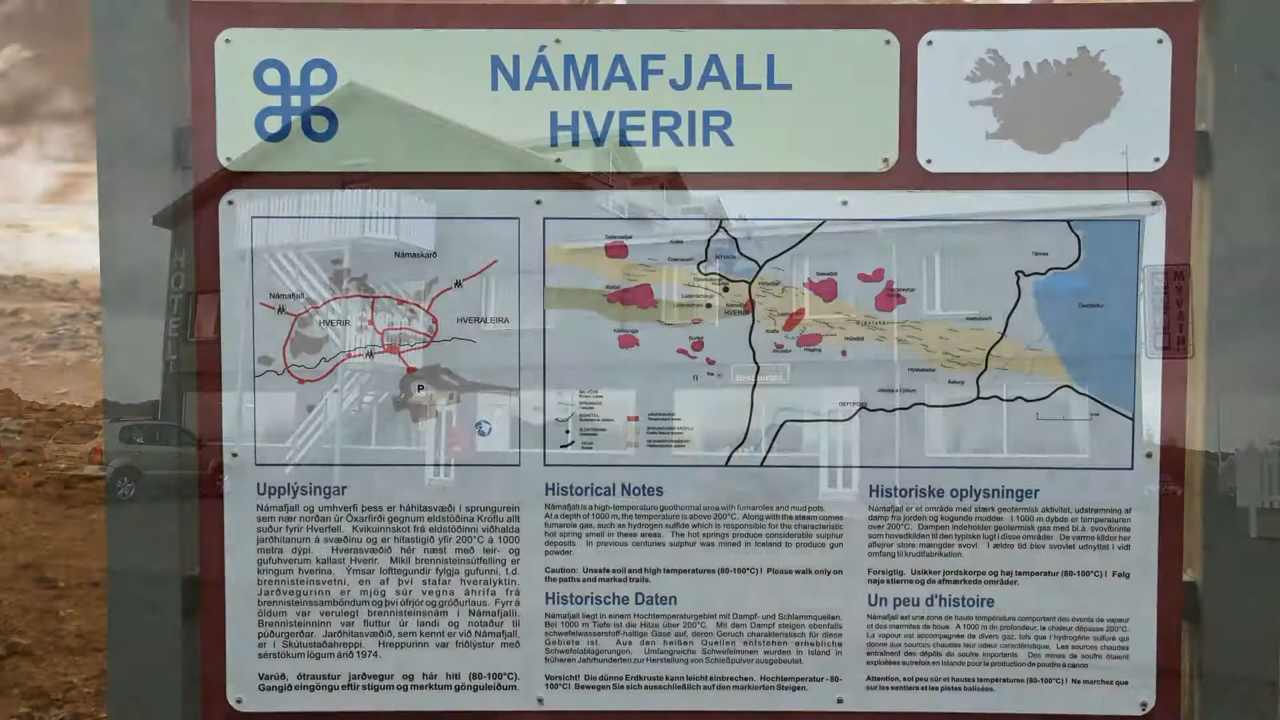 NÁMAFJALL
HVERIR
Námaskarð
Námafjall
HVERIR
HVERALEIRA
P
HOTEL
MÝVATN
HVERIR
DETTIFOSS
Upplýsingar
Námafjall og umhverfi þess er háhitasvæði í sprungurein
sem nær norðan úr Öxarfirði gegnum eldstöðina Kröflu allt
suður fyrir Hverfell. Kvikuinnskot frá eldstöðinni viðhalda
jarðhitanum á svæðinu og er hitastigið yfir 200°C á 1000
metra dýpi. Hverasvæðið hér næst með leir- og
gufuhverum kallast Hverir. Mikil brennisteinsútfelling er
kringum hverina. Ýmsar lofttegundir fylgja gufunni, t.d.
brennisteinsvetni, en af því stafar hveralyktin.
Jarðvegurinn er mjög súr vegna áhrifa frá
brennisteinssamböndum og því ófrjór og gróðurlaus. Fyrr á
öldum var verulegt brennisteinsnám í Námafjalli.
Brennisteinninn var fluttur úr landi og notaður til
púðurgerðar. Jarðhitasvæðið, sem kennt er við Námafjall,
er í Skútustaðahreppi. Hreppurinn var friðlýstur með
sérstökum lögum árið 1974.
Varúð, ótraustur jarðvegur og hár hiti (80-100°C).
Gangið eingöngu eftir stígum og merktum gönguleiðum.
Historical Notes
Námafjall is a high-temperature geothermal area with fumaroles and mud pots.
At a depth of 1000 m, the temperature is above 200°C. Along with the steam comes
fumarole gas, such as hydrogen sulfide which is responsible for the characteristic
hot spring smell in these areas. The hot springs produce considerable sulphur
deposits In previous centuries sulphur was mined in Iceland to produce gun
powder.
Caution: Unsafe soil and high temperatures (80-100°C) ! Please walk only on
the paths and marked trails.
Historische Daten
Námafjall liegt in einem Hochtemperaturgebiet mit Dampf- und Schlammquellen.
Bei 1000 m Tiefe ist die Hitze über 200°C. Mit dem Dampf steigen ebenfalls
schwefelwasserstoff-haltige Gase auf, deren Geruch charakteristisch für diese
Gebiete ist. Aus den heißen Quellen entstehen erhebliche
Schwefelablagerungen. Umfangreiche Schwefelminen wurden in Island in
früheren Jahrhunderten zur Herstellung von Schießpulver ausgebeutet.
Vorsicht! Die dünne Erdkruste kann leicht einbrechen. Hochtemperatur - 80-
100°C! Bewegen Sie sich ausschließlich auf den markierten Steigen.
Historiske oplysninger
Námafjall er et område med stærk geotermisk aktivitet, udstrømning af
damp fra jorden og kogende mudder. I 1000 m dybde er temperaturen
over 200°C. Dampen indeholder geotermisk gas med bl.a. svovlbrinte
som hovedkilden til den typiske lugt i disse områder. De varme kilder her
aflejrer store mængder svovl. I ældre tid blev svovlet udnyttet i vidt
omfang til krudtfabrikation.
Forsigtig. Usikker jordskorpe og høj temperatur (80-100°C) ! Følg
nøje stierne og de afmærkede områder.
Un peu d'histoire
Námafjall est une zone de haute température comportant des évents de vapeur
et des marmites de boue. A 1000 m de profondeur, la chaleur dépasse 200°C.
La vapeur est accompagnée de divers gaz, tels que l'hydrogène sulfuré qui
donne aux sources chaudes leur odeur caractéristique. Les sources chaudes
entraînent des dépôts de soufre importants. Des mines de soufre étaient
exploitées autrefois en Islande pour la production de poudre à canon
Attention, sol peu sûr et hautes températures (80-100°C) ! Ne marchez que
sur les sentiers et les pistes balisées.